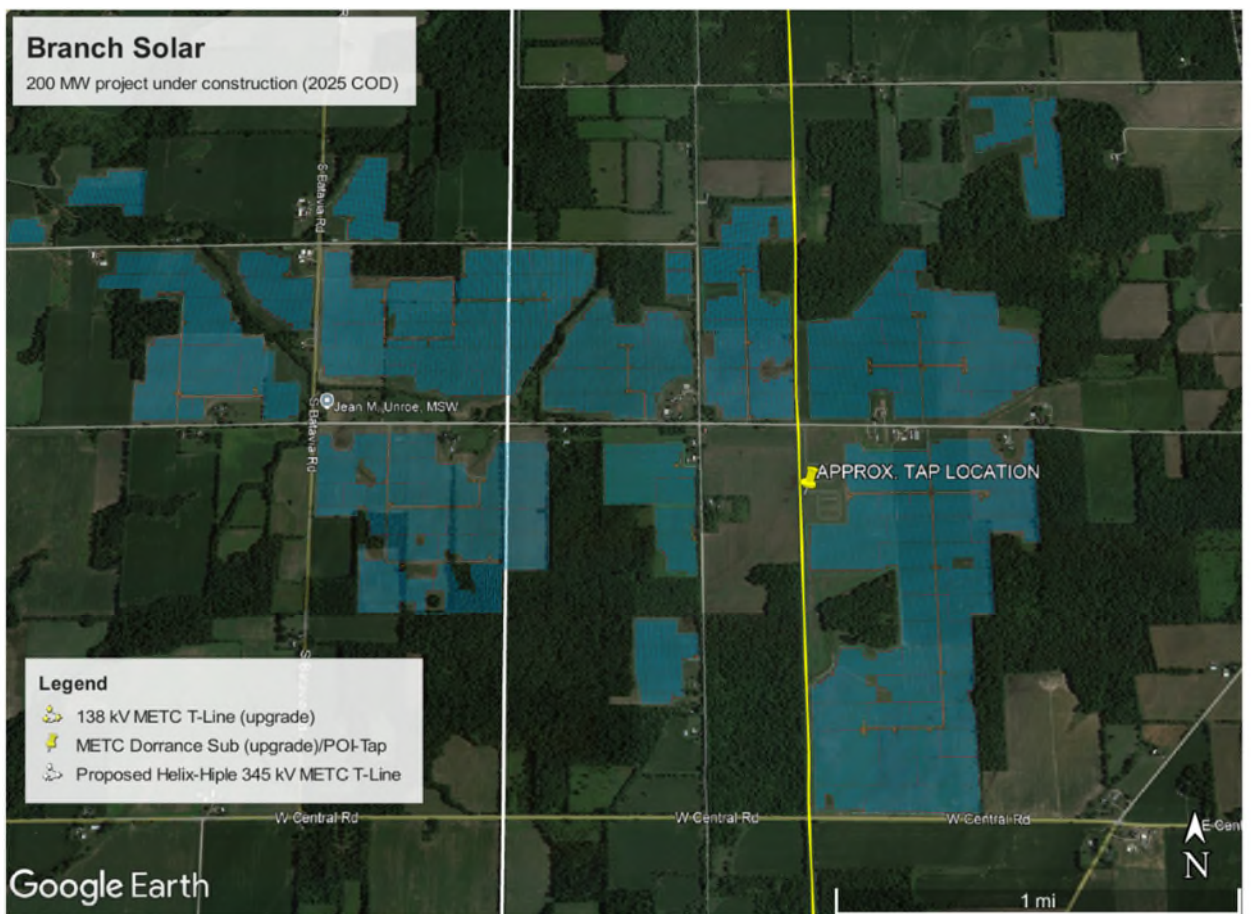 Branch Solar
200 MW project under construction (2025 COD)
S Batavia Rd
Jean M. Unroe, MSW
S Batavia Rd
APPROX. TAP LOCATION
Legend
138 kV METC T-Line (upgrade)
METC Dorrance Sub (upgrade)/POI-Tap
Proposed Helix-Hiple 345 kV METC T-Line
W Central Rd
W Central Rd
W Central Rd
E Cent
N
Google Earth
1 mi